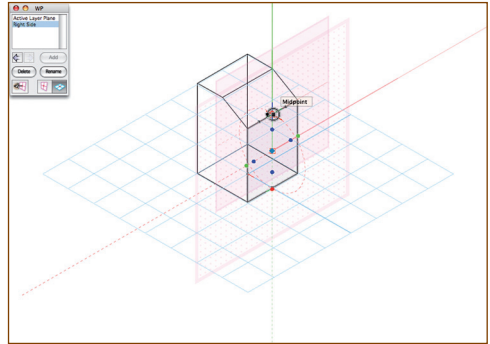 WP
Active Layer Plane
Right Side
Add
Delete
Rename
Midpoint